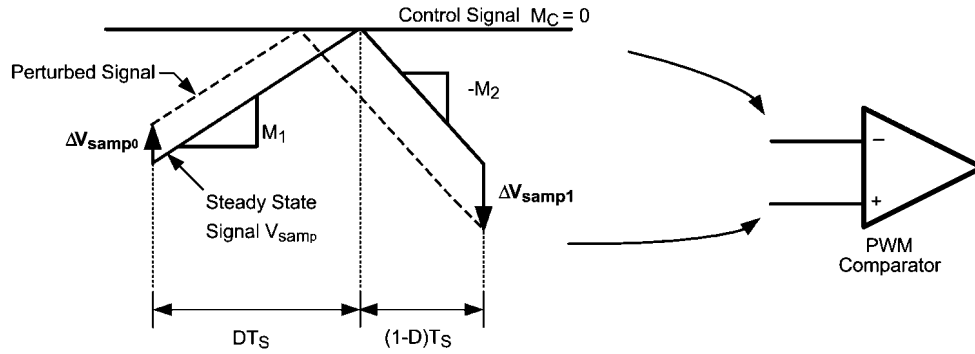 Control Signal M_C = 0
Perturbed Signal
-M_2
M_1
ΔV_samp0
−
Steady State
Signal V_samp
ΔV_samp1
+
PWM
Comparator
DT_S
(1-D)T_S